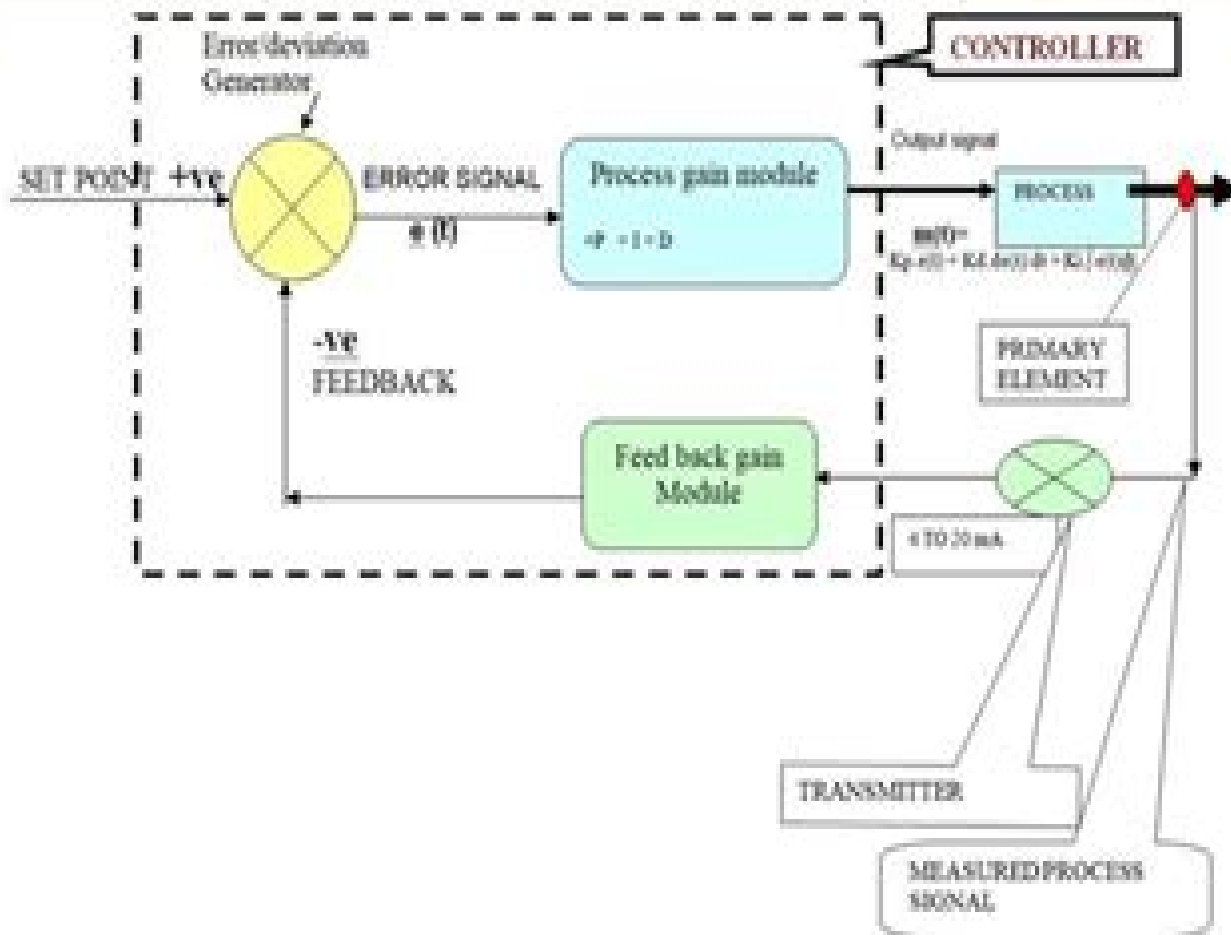 Error/deviation
Generator
CONTROLLER
SET POINT +ve
ERROR SIGNAL
e (t)
Process gain module
Output signal
PROCESS
m(t)=
-ve
FEEDBACK
PRIMARY
ELEMENT
Feed back gain
Module
4 TO 20 mA
TRANSMITTER
MEASURED PROCESS
SIGNAL